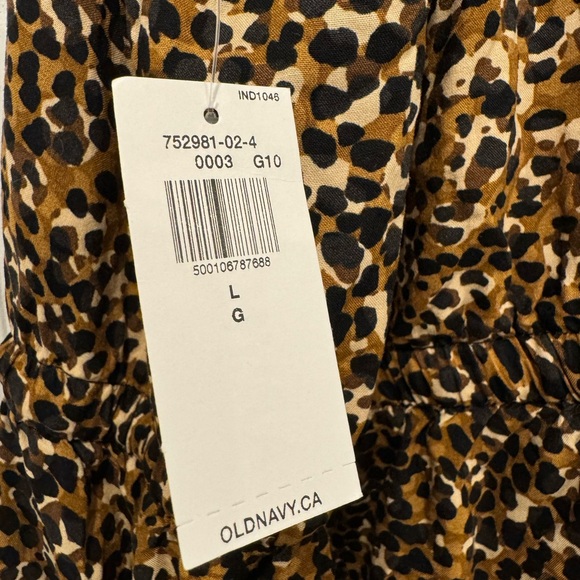 IND1046
752981-02-4
0003 G10
500106787688
L
G
OLDNAVY.CA